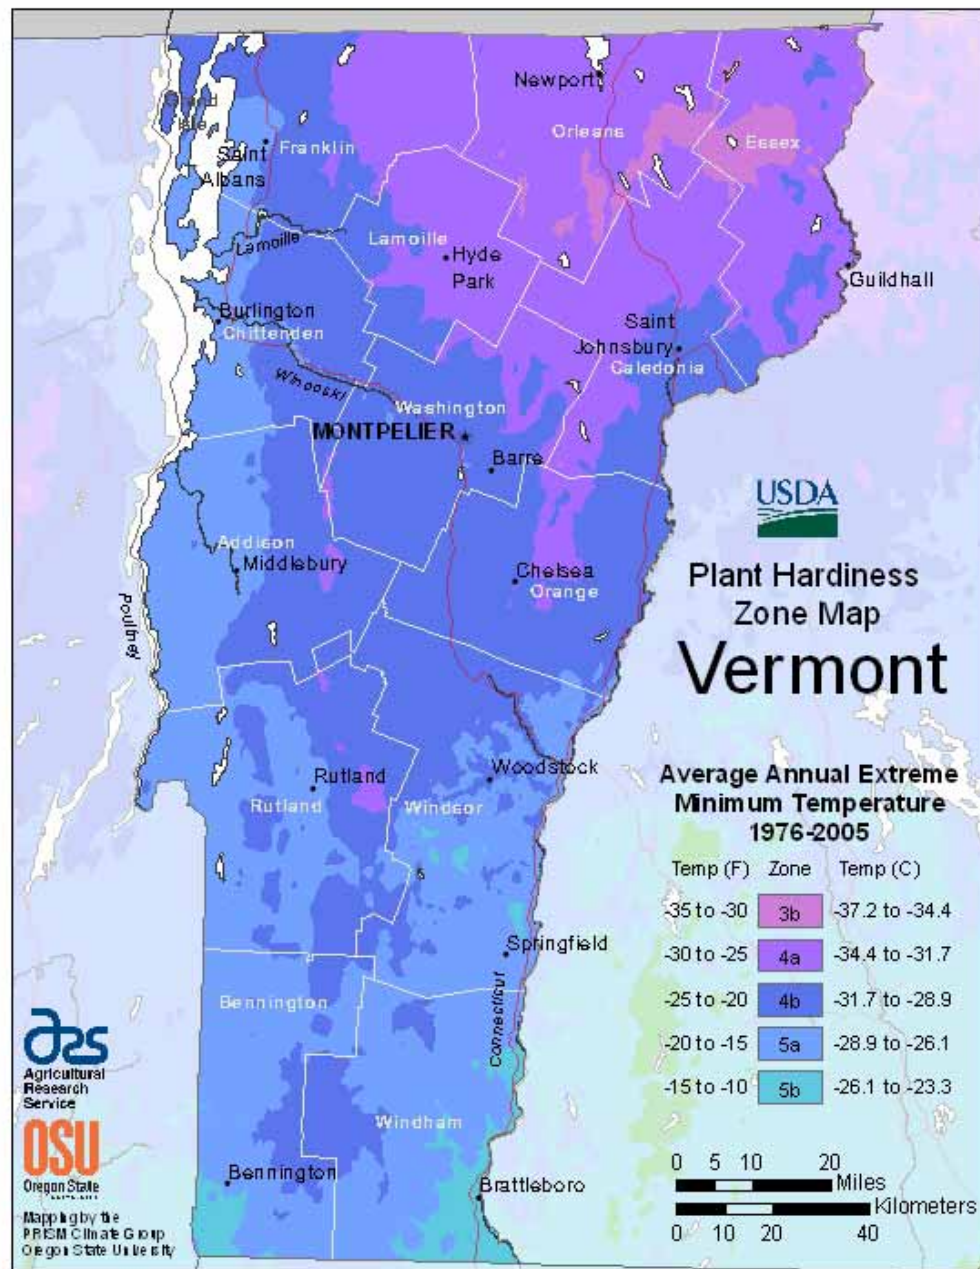 Newport
Orleans
Essex
Grand
Isle
Franklin
Saint
Albans
Lamoille
Lamoille
Hyde
Park
Guildhall
Burlington
Chittenden
Saint
Johnsbury
Caledonia
Winooski
Washington
MONTPELIER
Barre
USDA
Addison
Middlebury
Chelsea
Orange
Plant Hardiness
Zone Map
Vermont
Poultney
Rutland
Rutland
Woodstock
Windsor
Average Annual Extreme
Minimum Temperature
1976-2005
Temp (F) Zone Temp (C)
-35 to -30 3b -37.2 to -34.4
-30 to -25 4a -34.4 to -31.7
-25 to -20 4b -31.7 to -28.9
-20 to -15 5a -28.9 to -26.1
-15 to -10 5b -26.1 to -23.3
Springfield
Connecticut
Bennington
Windham
Bennington
Brattleboro
ars
Agricultural
Research
Service
OSU
Oregon State
Mapping by the
PRISM Climate Group
Oregon State University
0 5 10 20
Miles
Kilometers
0 10 20 40